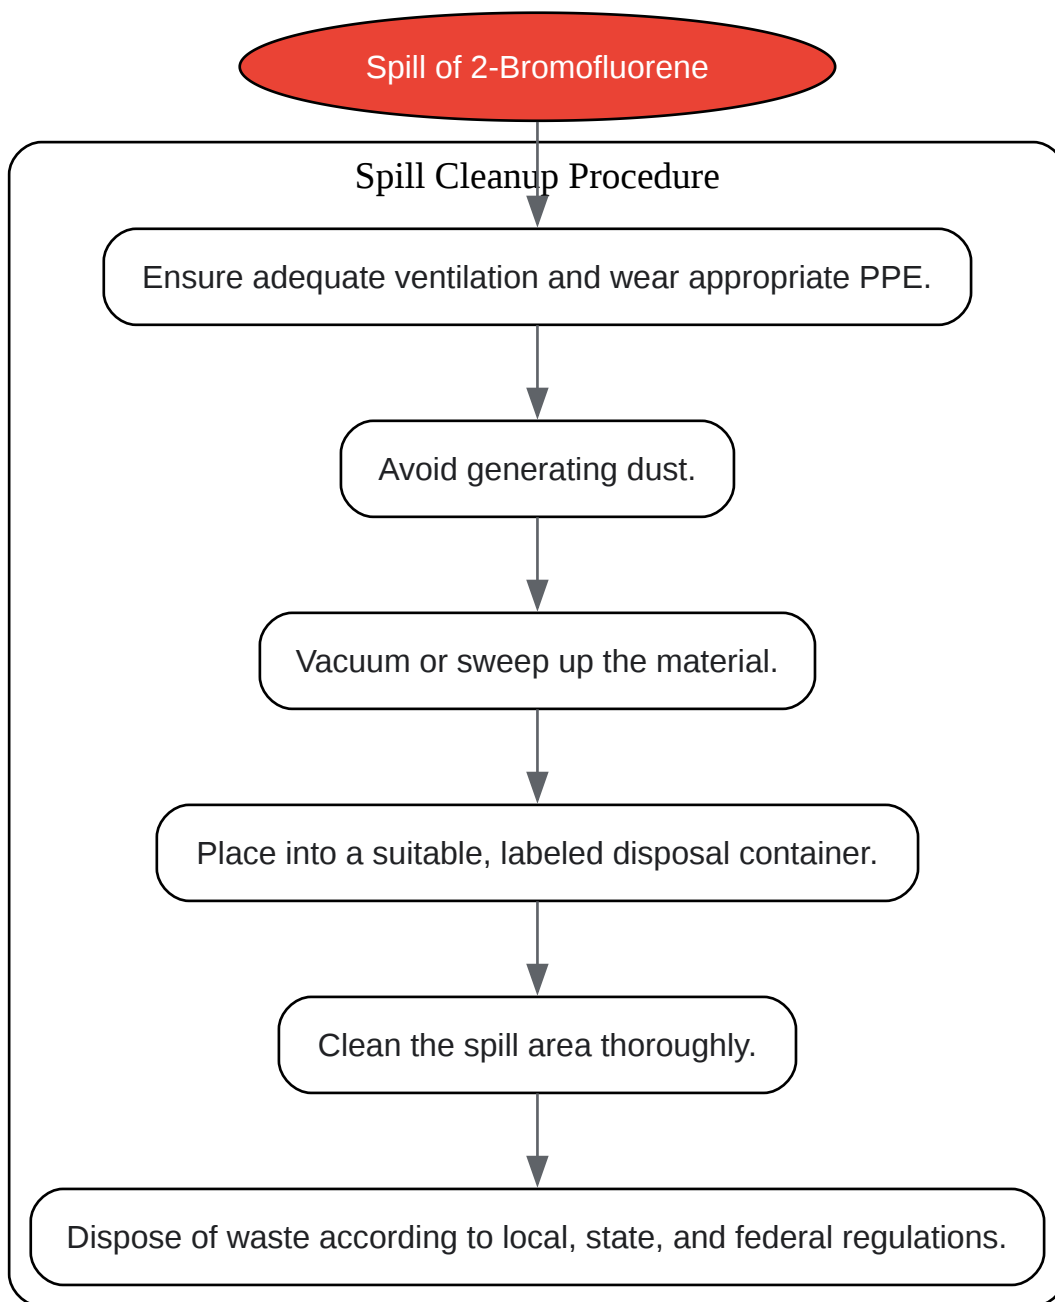 Spill of 2-Bromofluorene
Spill Cleanup Procedure
Ensure adequate ventilation and wear appropriate PPE.
Avoid generating dust.
Vacuum or sweep up the material.
Place into a suitable, labeled disposal container.
Clean the spill area thoroughly.
Dispose of waste according to local, state, and federal regulations.